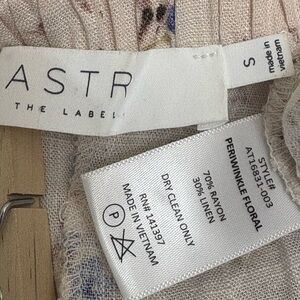 ASTR
THE LABEL
S
made in
vietnam
STYLE#
AT16831-003
PERIWINKLE FLORAL
70% RAYON
30% LINEN
DRY CLEAN ONLY
P
RN# 141397
MADE IN VIETNAM